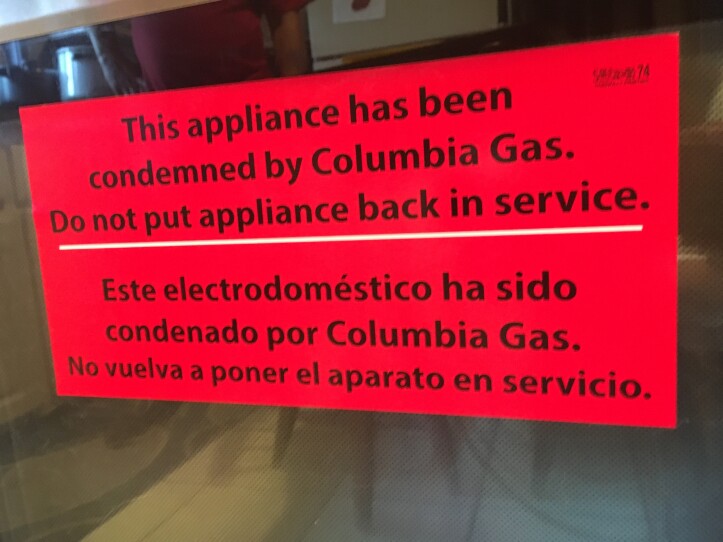 This appliance has been
condemned by Columbia Gas.
Do not put appliance back in service.
Este electrodoméstico ha sido
condenado por Columbia Gas.
No vuelva a poner el aparato en servicio.